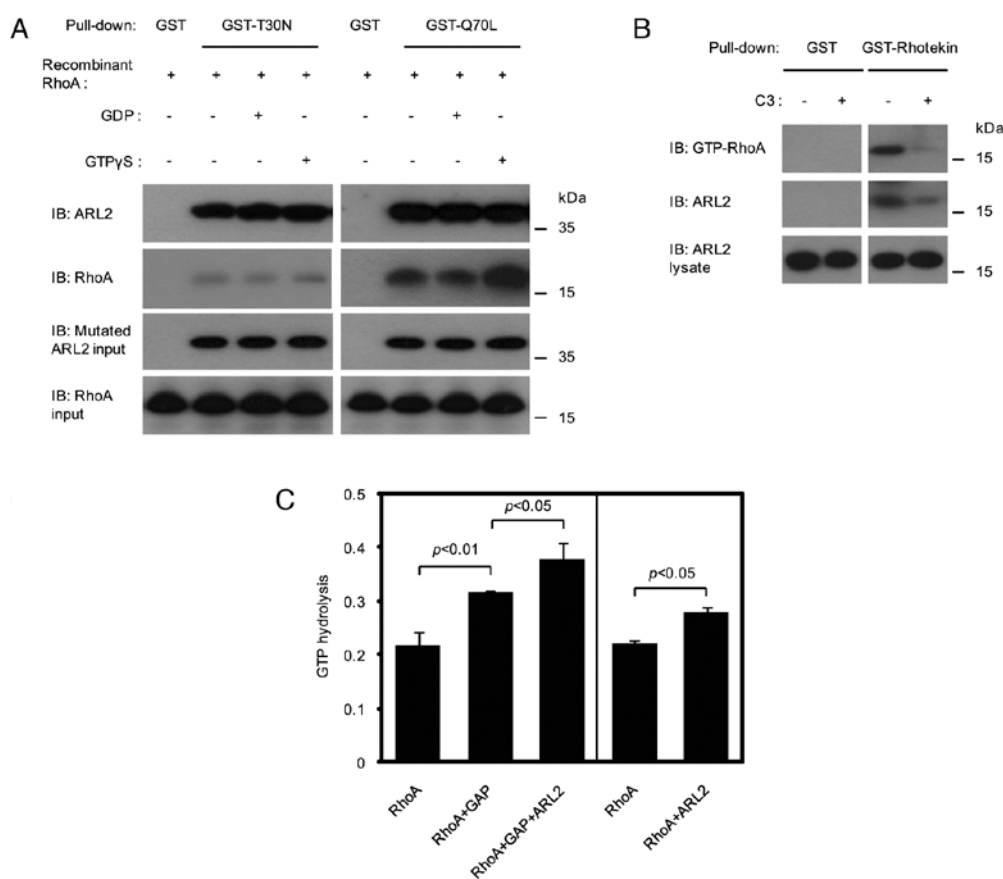 A
Pull-down: GST GST-T30N GST GST-Q70L
Recombinant
RhoA : + + + + + + + +
GDP : - - + - - - + -
GTPγS : - - - + - - - +
kDa
IB: ARL2
35
IB: RhoA
15
IB: Mutated
ARL2 input
35
IB: RhoA
input
15
B
Pull-down: GST GST-Rhotekin
C3 : - + - +
kDa
IB: GTP-RhoA
15
IB: ARL2
15
IB: ARL2
lysate
15
C
GTP hydrolysis
0.5
0.4
0.3
0.2
0.1
0
p<0.01
p<0.05
p<0.05
RhoA
RhoA+GAP
RhoA+GAP+ARL2
RhoA
RhoA+ARL2